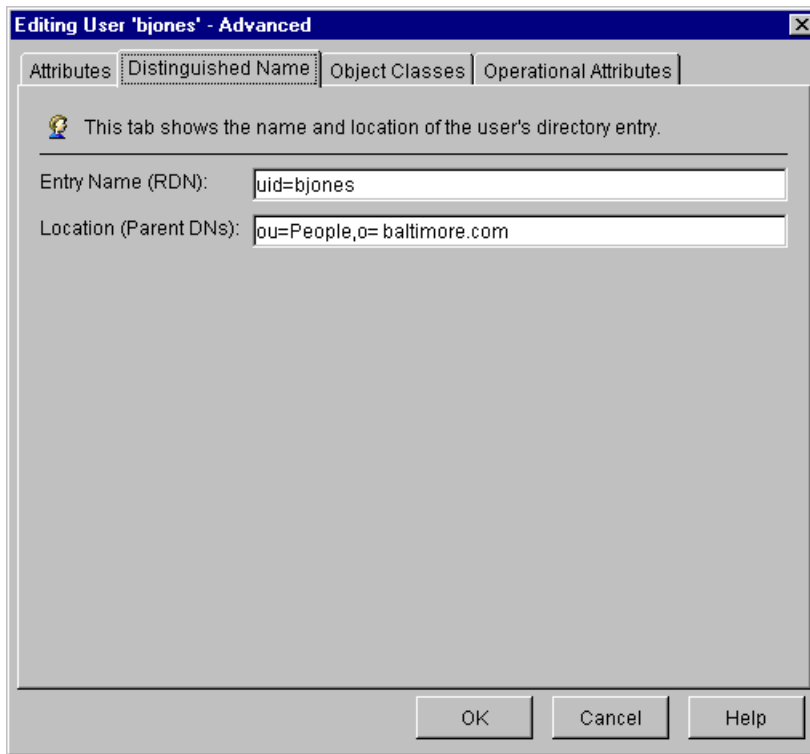 Editing User 'bjones' - Advanced
Attributes Distinguished Name Object Classes Operational Attributes
This tab shows the name and location of the user's directory entry.
Entry Name (RDN): uid=bjones
Location (Parent DNs): ou=People,o= baltimore.com
OK Cancel Help